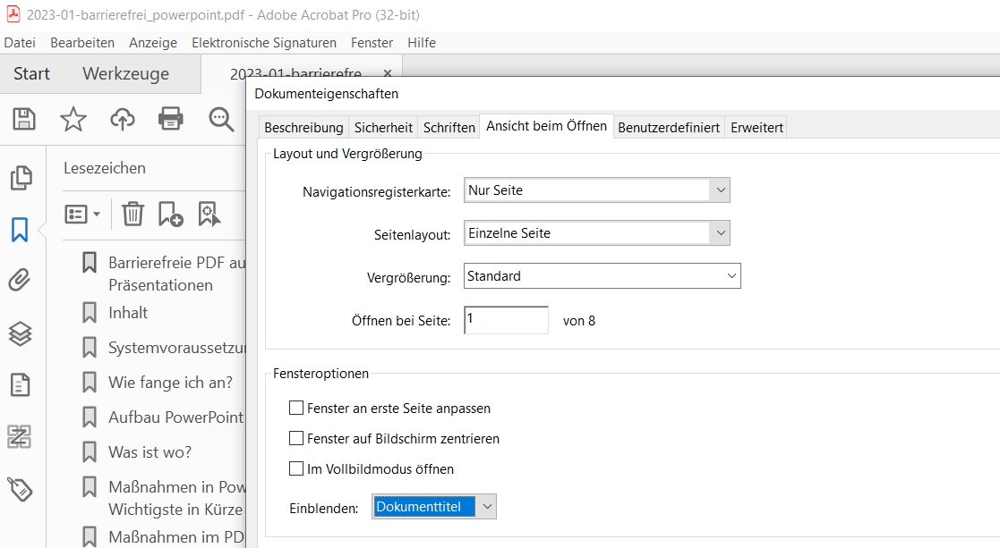 2023-01-barrierefrei_powerpoint.pdf - Adobe Acrobat Pro (32-bit)
Datei Bearbeiten Anzeige Elektronische Signaturen Fenster Hilfe
Start Werkzeuge 2023-01-barrierefre ×
Dokumenteigenschaften
Beschreibung Sicherheit Schriften Ansicht beim Öffnen Benutzerdefiniert Erweitert
Lesezeichen
Layout und Vergrößerung
Navigationsregisterkarte: Nur Seite
Seitenlayout: Einzelne Seite
Vergrößerung: Standard
Öffnen bei Seite: 1 von 8
Barrierefreie PDF au
Präsentationen
Inhalt
Systemvoraussetzu
Wie fange ich an?
Aufbau PowerPoint
Was ist wo?
Maßnahmen in Pow
Wichtigste in Kürze
Maßnahmen im PD
Fensteroptionen
Fenster an erste Seite anpassen
Fenster auf Bildschirm zentrieren
Im Vollbildmodus öffnen
Einblenden: Dokumenttitel